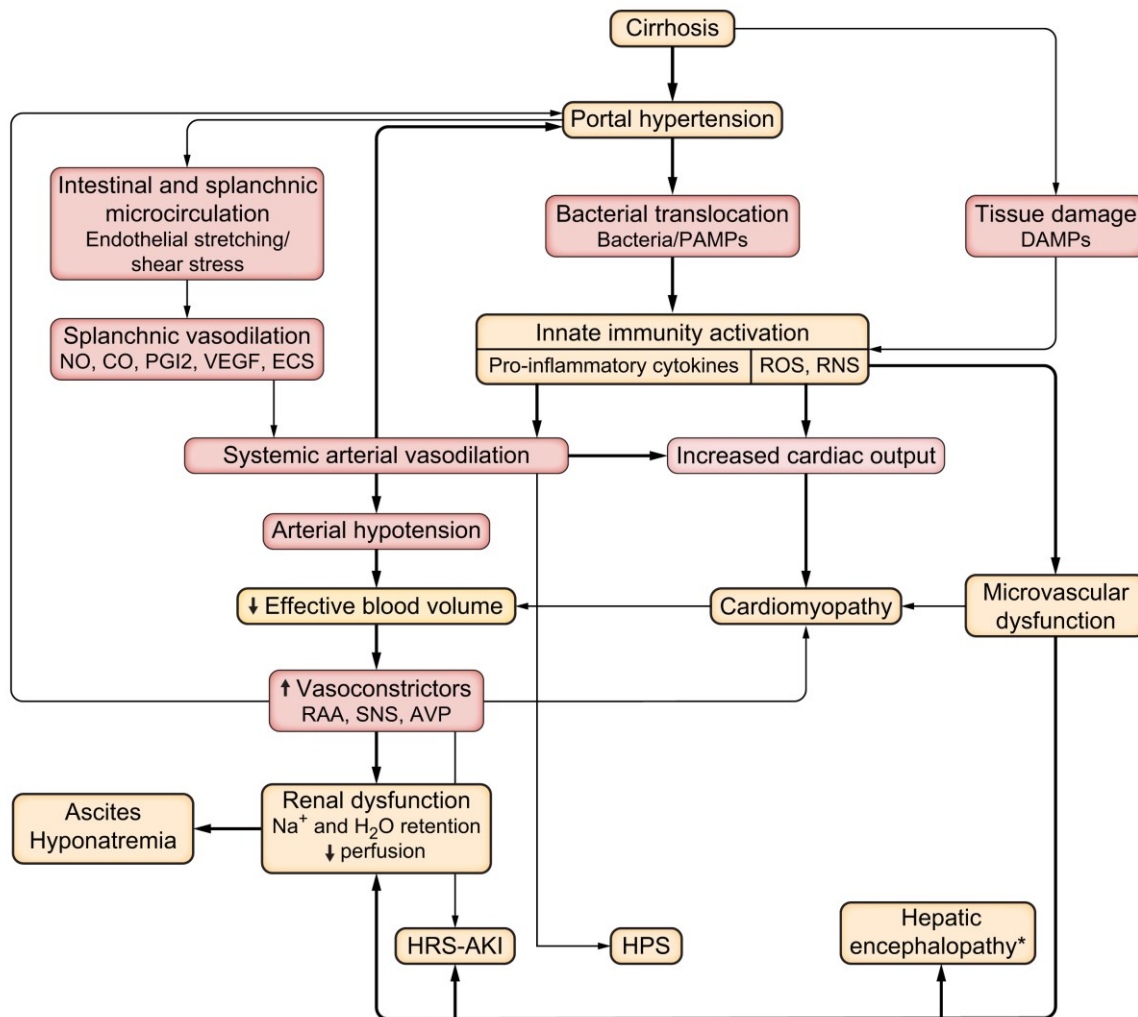 Cirrhosis
Portal hypertension
Intestinal and splanchnic
microcirculation
Endothelial stretching/
shear stress
Bacterial translocation
Bacteria/PAMPs
Tissue damage
DAMPs
Splanchnic vasodilation
NO, CO, PGI2, VEGF, ECS
Innate immunity activation
Pro-inflammatory cytokines
ROS, RNS
Systemic arterial vasodilation
Increased cardiac output
Arterial hypotension
↓ Effective blood volume
Cardiomyopathy
Microvascular
dysfunction
↑ Vasoconstrictors
RAA, SNS, AVP
Ascites
Hyponatremia
Renal dysfunction
Na⁺ and H₂O retention
↓ perfusion
HRS-AKI
HPS
Hepatic
encephalopathy*